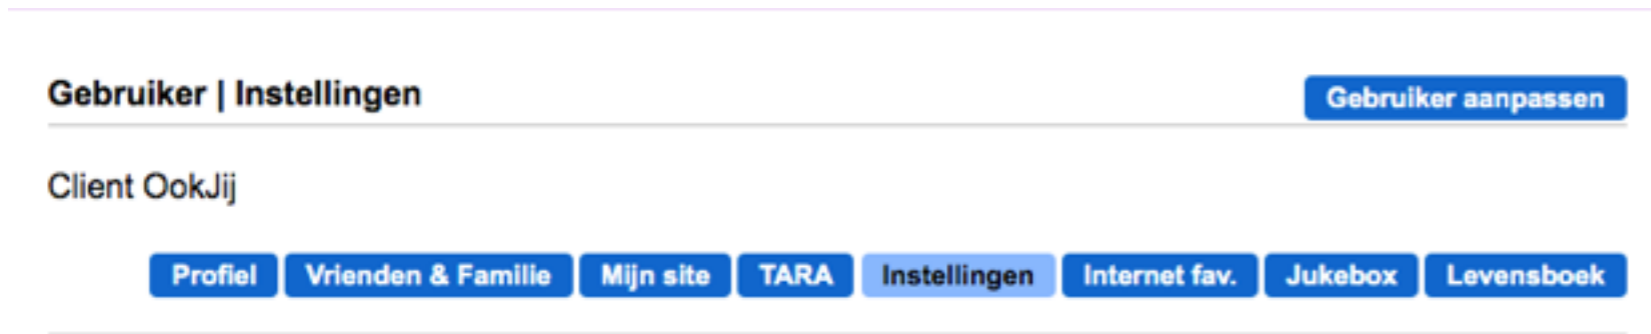 Gebruiker | Instellingen
Gebruiker aanpassen
Client OokJij
Profiel Vrienden & Familie Mijn site TARA Instellingen Internet fav. Jukebox Levensboek